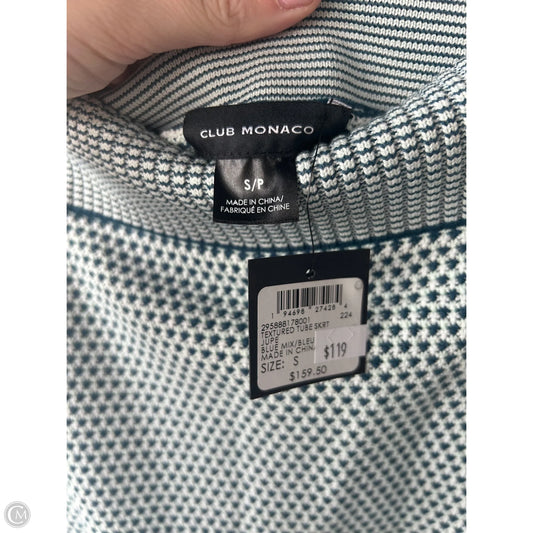 CLUB MONACO
S/P
MADE IN CHINA/
FABRIQUÉ EN CHINE
1 94698 27428 4
295888178001 224
TEXTURED TUBE SKRT
JUPE
BLUE MIX/BLEU
MADE IN CHINA
SIZE: S
$119
$159.50
CM